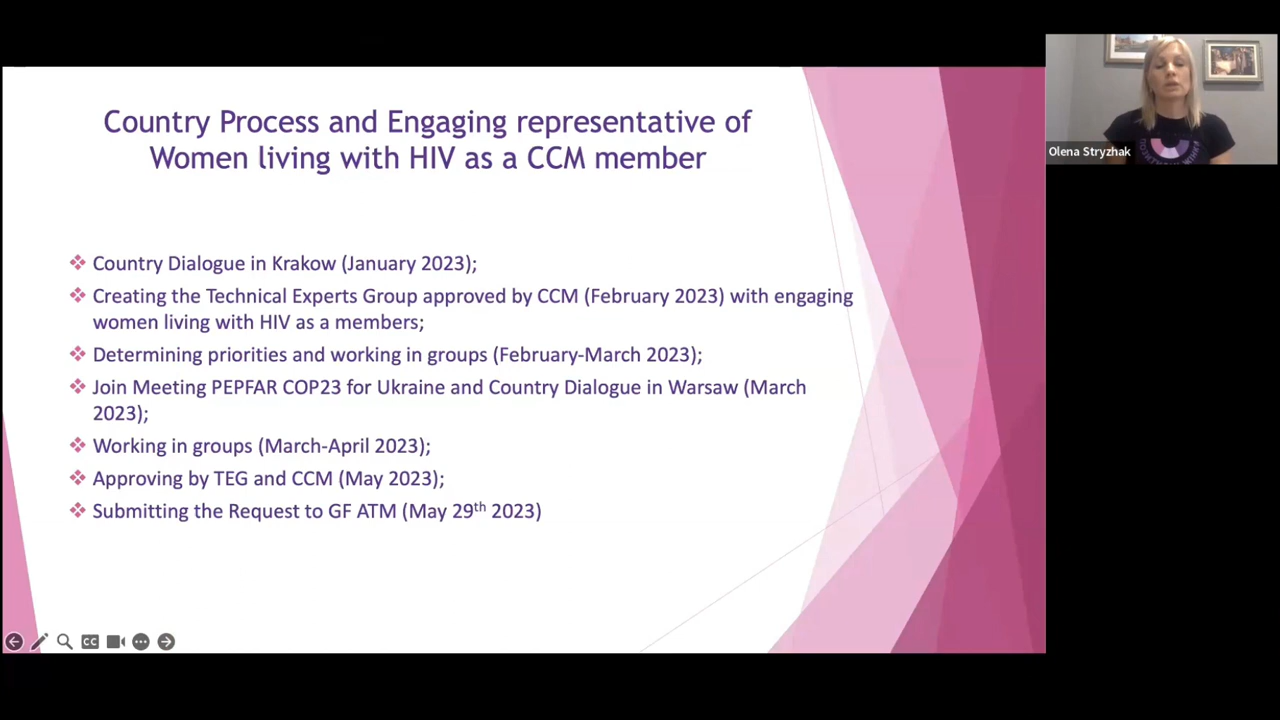 Country Process and Engaging representative of
Women living with HIV as a CCM member
❖ Country Dialogue in Krakow (January 2023);
❖ Creating the Technical Experts Group approved by CCM (February 2023) with engaging
women living with HIV as a members;
❖ Determining priorities and working in groups (February-March 2023);
❖ Join Meeting PEPFAR COP23 for Ukraine and Country Dialogue in Warsaw (March
2023);
❖ Working in groups (March-April 2023);
❖ Approving by TEG and CCM (May 2023);
❖ Submitting the Request to GF ATM (May 29th 2023)
CC
Olena Stryzhak